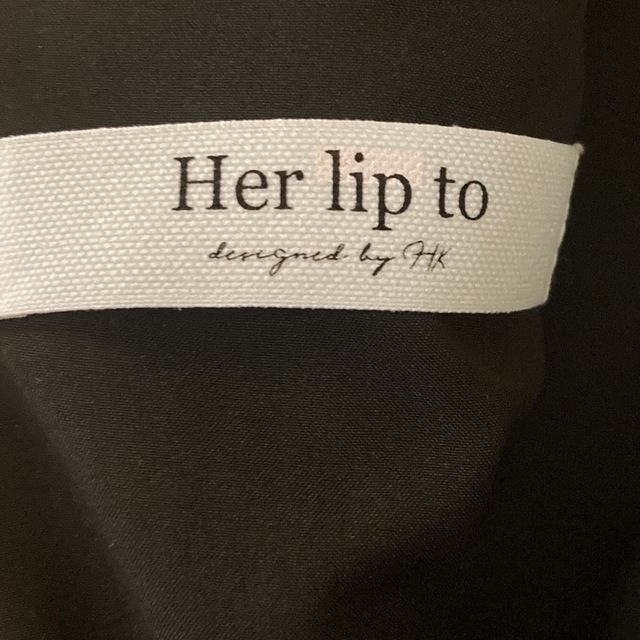 Her lip to
designed by HK